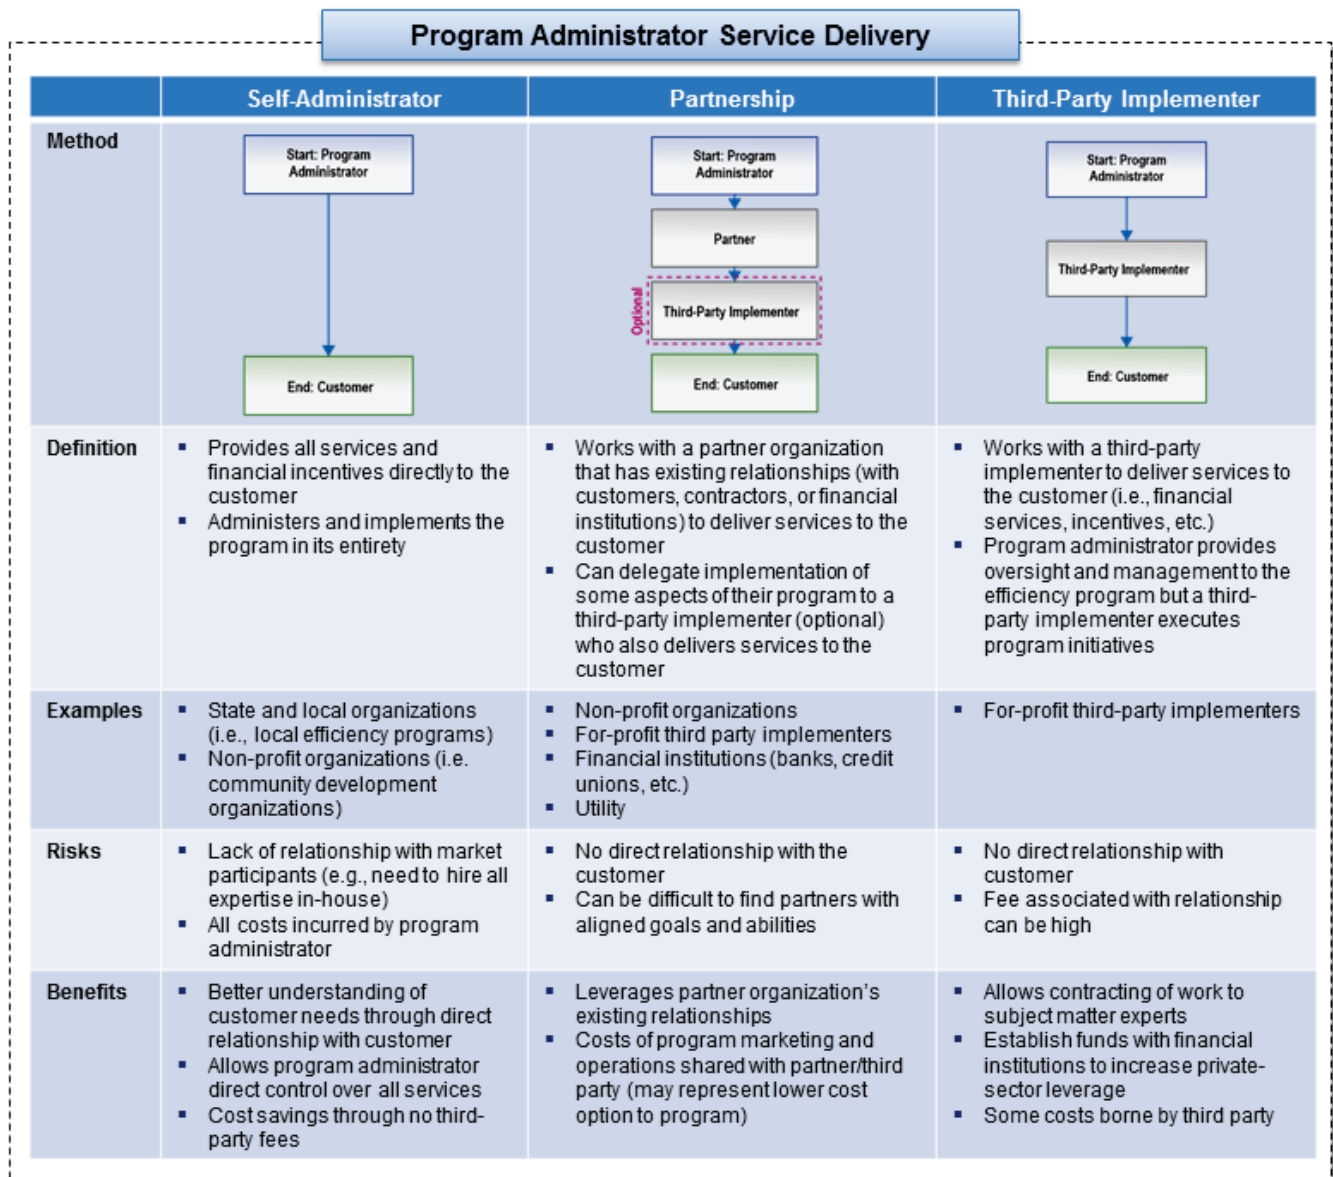 Program Administrator Service Delivery
Self-Administrator
Partnership
Third-Party Implementer
Method
Start: Program
Administrator
End: Customer
Start: Program
Administrator
Partner
Optional
Third-Party Implementer
End: Customer
Start: Program
Administrator
Third-Party Implementer
End: Customer
Definition
▪ Provides all services and
financial incentives directly to the
customer
▪ Administers and implements the
program in its entirety
▪ Works with a partner organization
that has existing relationships (with
customers, contractors, or financial
institutions) to deliver services to the
customer
▪ Can delegate implementation of
some aspects of their program to a
third-party implementer (optional)
who also delivers services to the
customer
▪ Works with a third-party
implementer to deliver services to
the customer (i.e., financial
services, incentives, etc.)
▪ Program administrator provides
oversight and management to the
efficiency program but a third-
party implementer executes
program initiatives
Examples
▪ State and local organizations
(i.e., local efficiency programs)
▪ Non-profit organizations (i.e.
community development
organizations)
▪ Non-profit organizations
▪ For-profit third party implementers
▪ Financial institutions (banks, credit
unions, etc.)
▪ Utility
▪ For-profit third-party implementers
Risks
▪ Lack of relationship with market
participants (e.g., need to hire all
expertise in-house)
▪ All costs incurred by program
administrator
▪ No direct relationship with the
customer
▪ Can be difficult to find partners with
aligned goals and abilities
▪ No direct relationship with
customer
▪ Fee associated with relationship
can be high
Benefits
▪ Better understanding of
customer needs through direct
relationship with customer
▪ Allows program administrator
direct control over all services
▪ Cost savings through no third-
party fees
▪ Leverages partner organization's
existing relationships
▪ Costs of program marketing and
operations shared with partner/third
party (may represent lower cost
option to program)
▪ Allows contracting of work to
subject matter experts
▪ Establish funds with financial
institutions to increase private-
sector leverage
▪ Some costs borne by third party